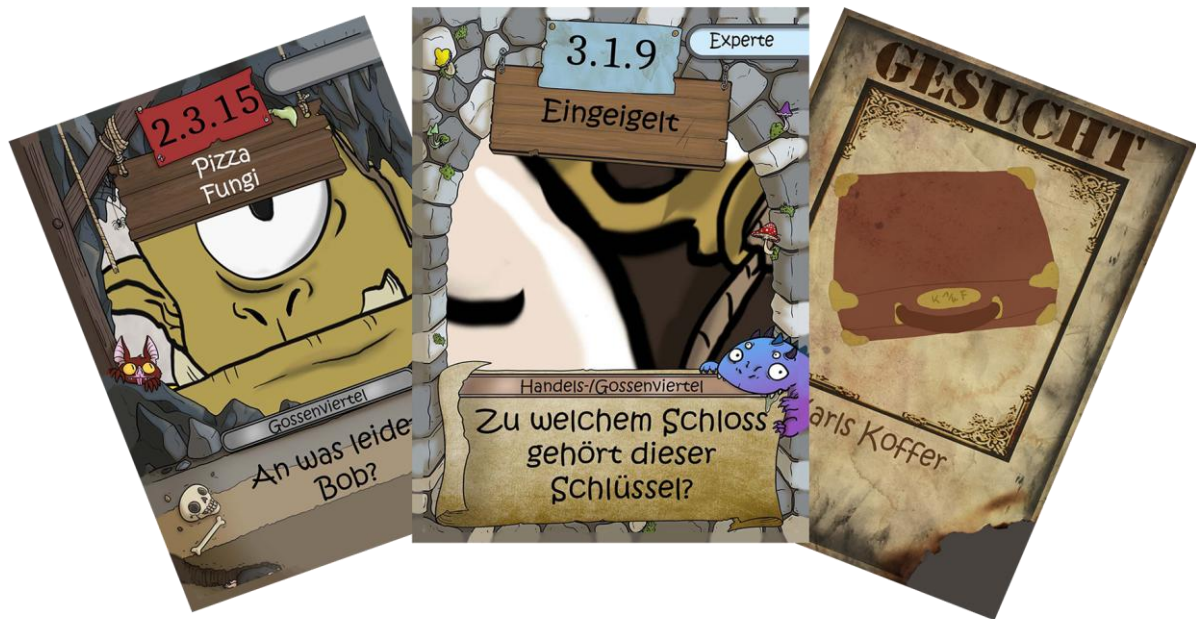 2.3.15
Pizza
Fungi
Gossenviertel
An was leide
Bob?
3.1.9
Experte
Eingeigelt
Handels-/Gossenviertel
Zu welchem Schloss
gehört dieser
Schlüssel?
GESUCHT
arls Koffer